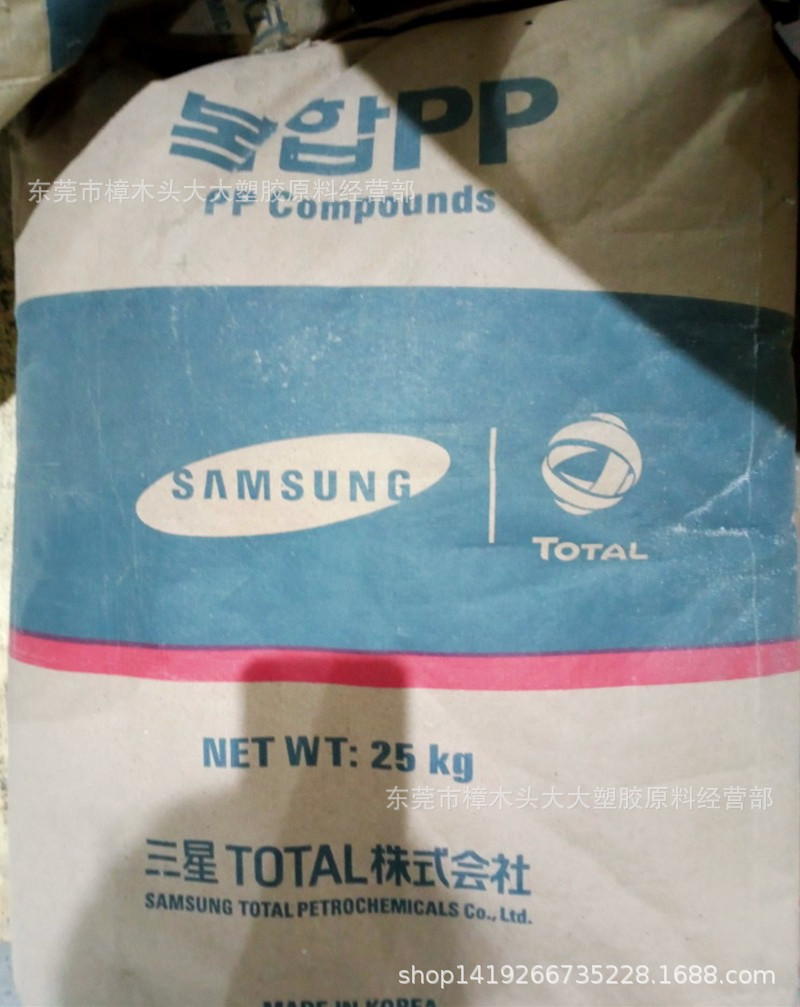 복합PP
东莞市樟木头大大塑胶原料经营部
PP Compounds
SAMSUNG
TOTAL
NET WT: 25 kg
东莞市樟木头大大塑胶原料经营部
三星TOTAL株式会社
SAMSUNG TOTAL PETROCHEMICALS Co., Ltd.
shop1419266735228.1688.com
MADE IN KOREA